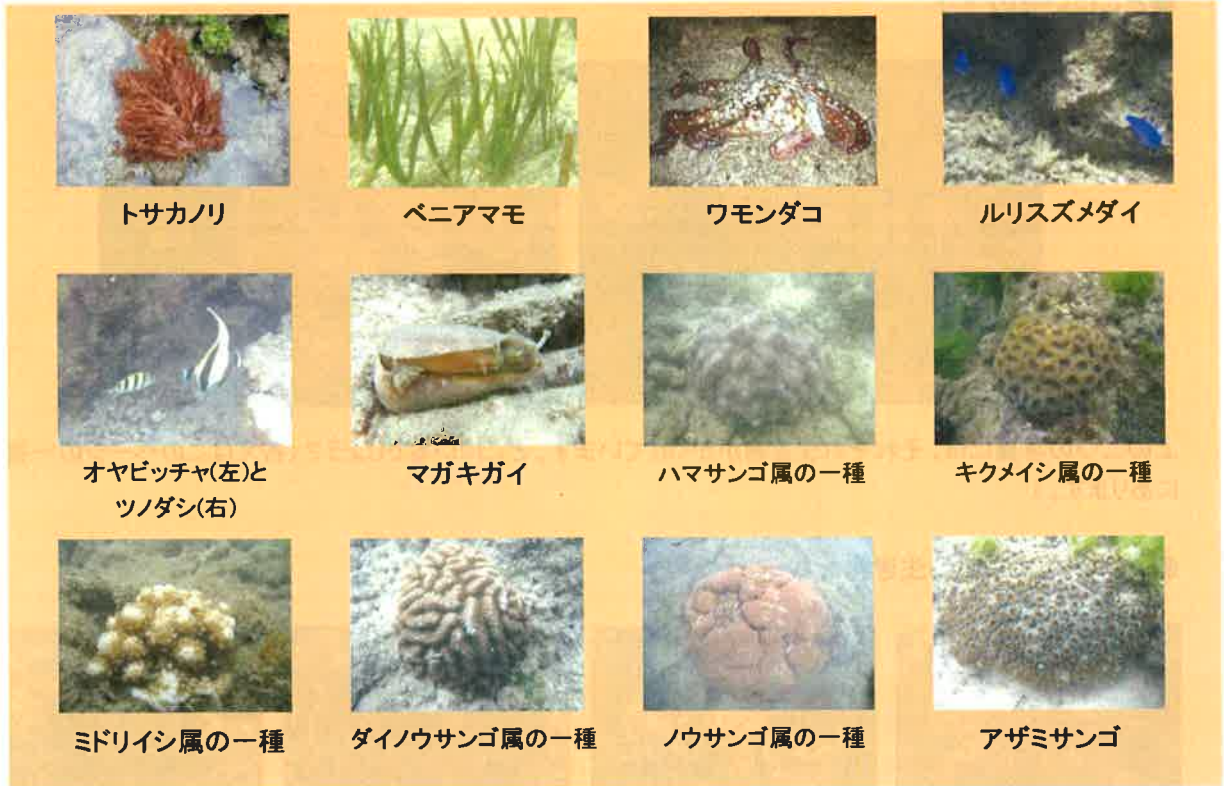 トサカノリ
ベニアマモ
ワモンダコ
ルリスズメダイ
オヤビッチャ(左)と
ツノダシ(右)
マガキガイ
ハマサンゴ属の一種
キクメイシ属の一種
ミドリイシ属の一種
ダイノウサンゴ属の一種
ノウサンゴ属の一種
アザミサンゴ